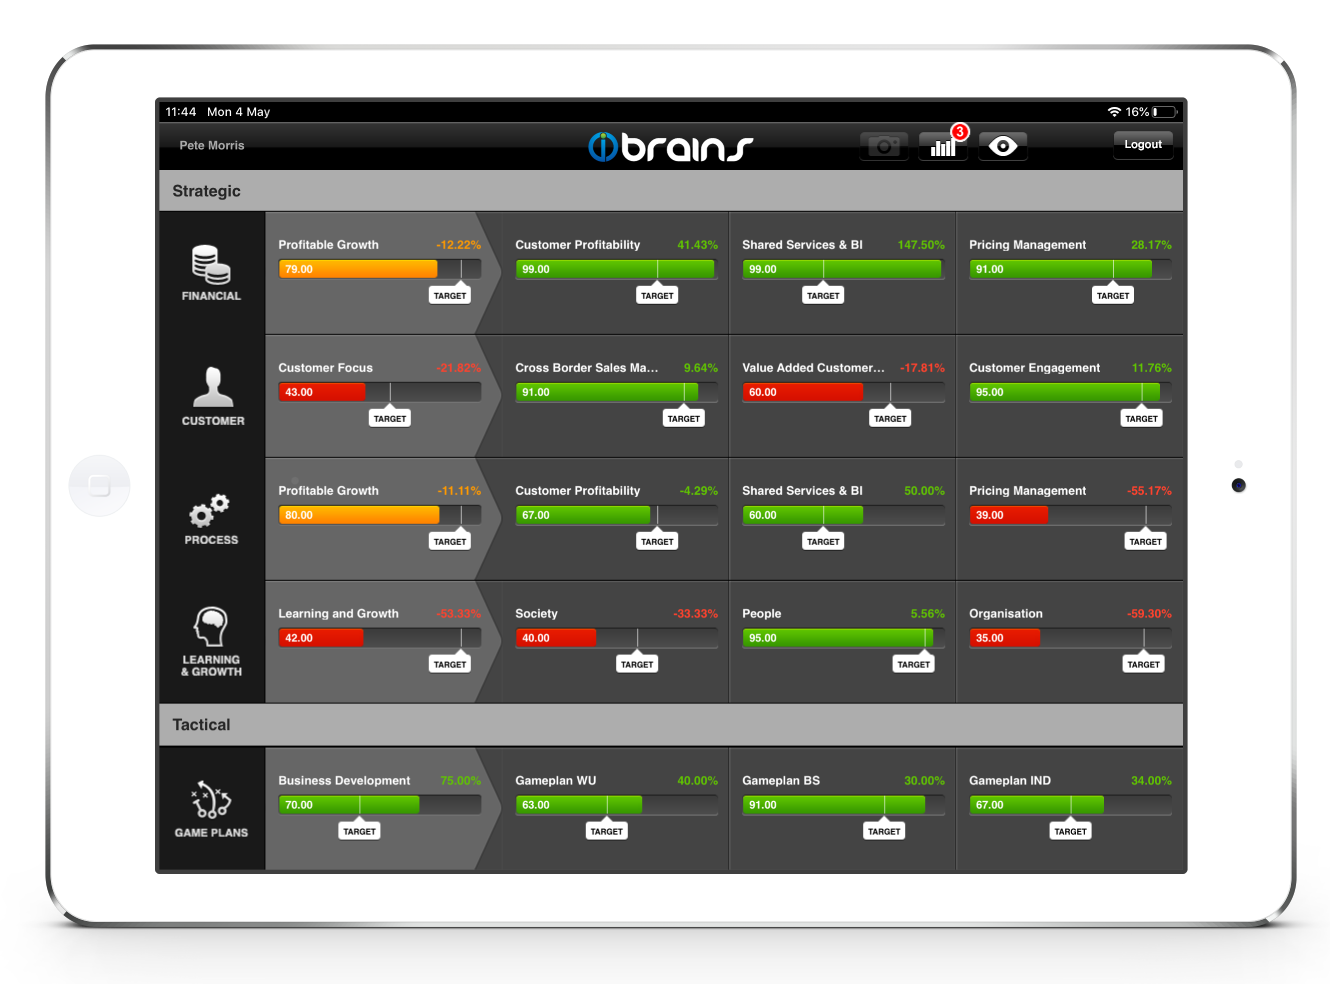 11:44 Mon 4 May
16%
Pete Morris
ibrains
3
Logout
Strategic
FINANCIAL
Profitable Growth -12.22%
79.00
TARGET
Customer Profitability 41.43%
99.00
TARGET
Shared Services & BI 147.50%
99.00
TARGET
Pricing Management 28.17%
91.00
TARGET
CUSTOMER
Customer Focus -21.82%
43.00
TARGET
Cross Border Sales Ma... 9.64%
91.00
TARGET
Value Added Customer... -17.81%
60.00
TARGET
Customer Engagement 11.76%
95.00
TARGET
PROCESS
Profitable Growth -11.11%
80.00
TARGET
Customer Profitability -4.29%
67.00
TARGET
Shared Services & BI 50.00%
60.00
TARGET
Pricing Management -55.17%
39.00
TARGET
LEARNING
& GROWTH
Learning and Growth -53.33%
42.00
TARGET
Society -33.33%
40.00
TARGET
People 5.56%
95.00
TARGET
Organisation -59.30%
35.00
TARGET
Tactical
GAME PLANS
Business Development 75.00%
70.00
TARGET
Gameplan WU 40.00%
63.00
TARGET
Gameplan BS 30.00%
91.00
TARGET
Gameplan IND 34.00%
67.00
TARGET